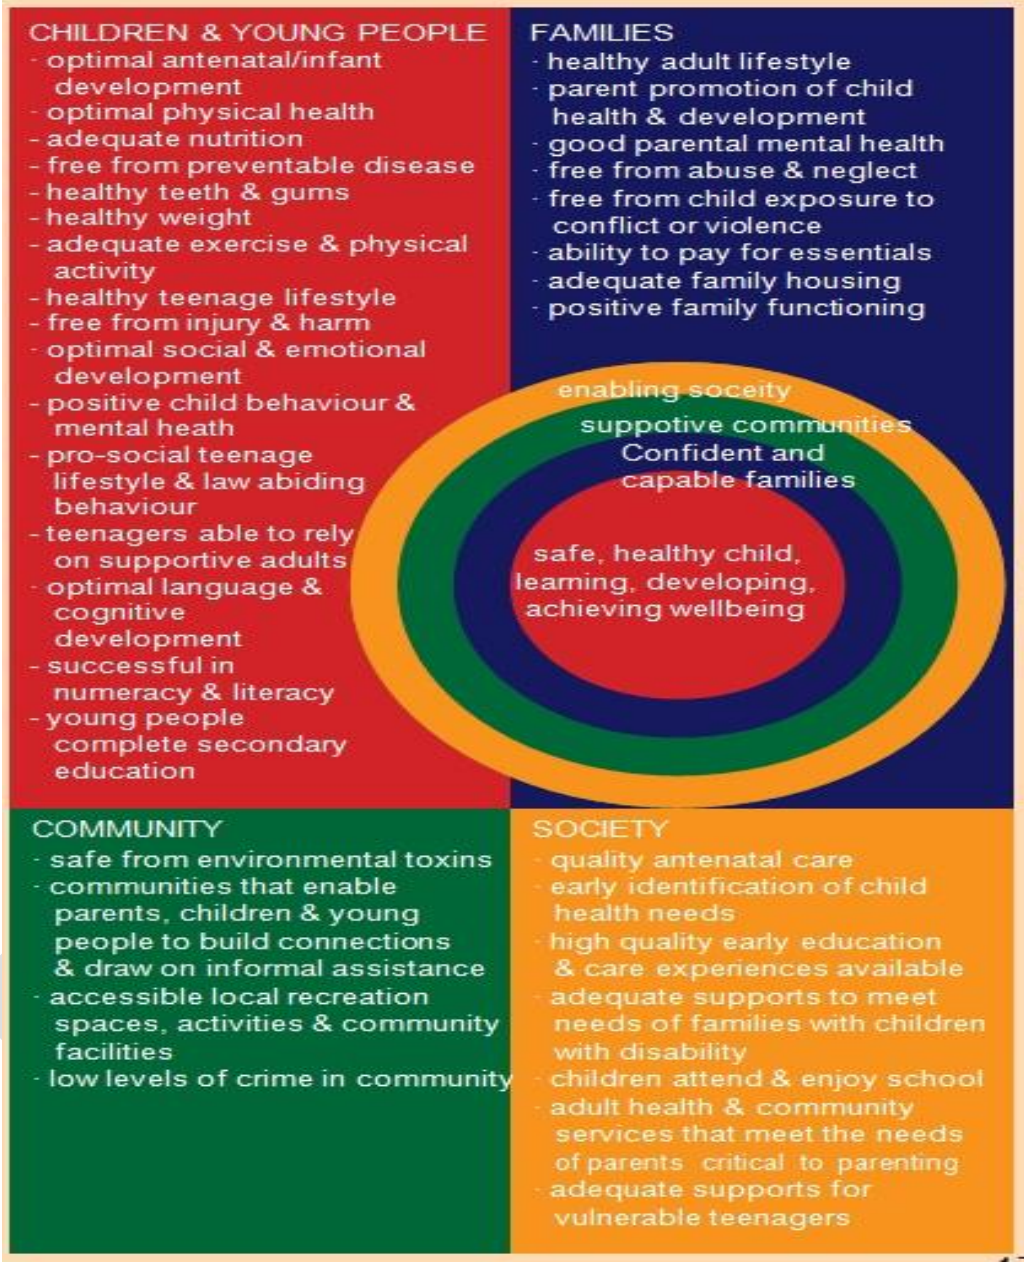 CHILDREN & YOUNG PEOPLE
· optimal antenatal/infant
development
· optimal physical health
- adequate nutrition
- free from preventable disease
- healthy teeth & gums
- healthy weight
- adequate exercise & physical
activity
- healthy teenage lifestyle
- free from injury & harm
· optimal social & emotional
development
- positive child behaviour &
mental heath
- pro-social teenage
lifestyle & law abiding
behaviour
- teenagers able to rely
on supportive adults
· optimal language &
cognitive
development
- successful in
numeracy & literacy
- young people
complete secondary
education
FAMILIES
· healthy adult lifestyle
· parent promotion of child
health & development
· good parental mental health
· free from abuse & neglect
· free from child exposure to
conflict or violence
· ability to pay for essentials
· adequate family housing
· positive family functioning
enabling soceity
suppotive communities
Confident and
capable families
safe, healthy child,
learning, developing,
achieving wellbeing
COMMUNITY
· safe from environmental toxins
· communities that enable
parents, children & young
people to build connections
& draw on informal assistance
· accessible local recreation
spaces, activities & community
facilities
· low levels of crime in community
SOCIETY
· quality antenatal care
· early identification of child
health needs
· high quality early education
& care experiences available
· adequate supports to meet
needs of families with children
with disability
· children attend & enjoy school
· adult health & community
services that meet the needs
of parents critical to parenting
· adequate supports for
vulnerable teenagers